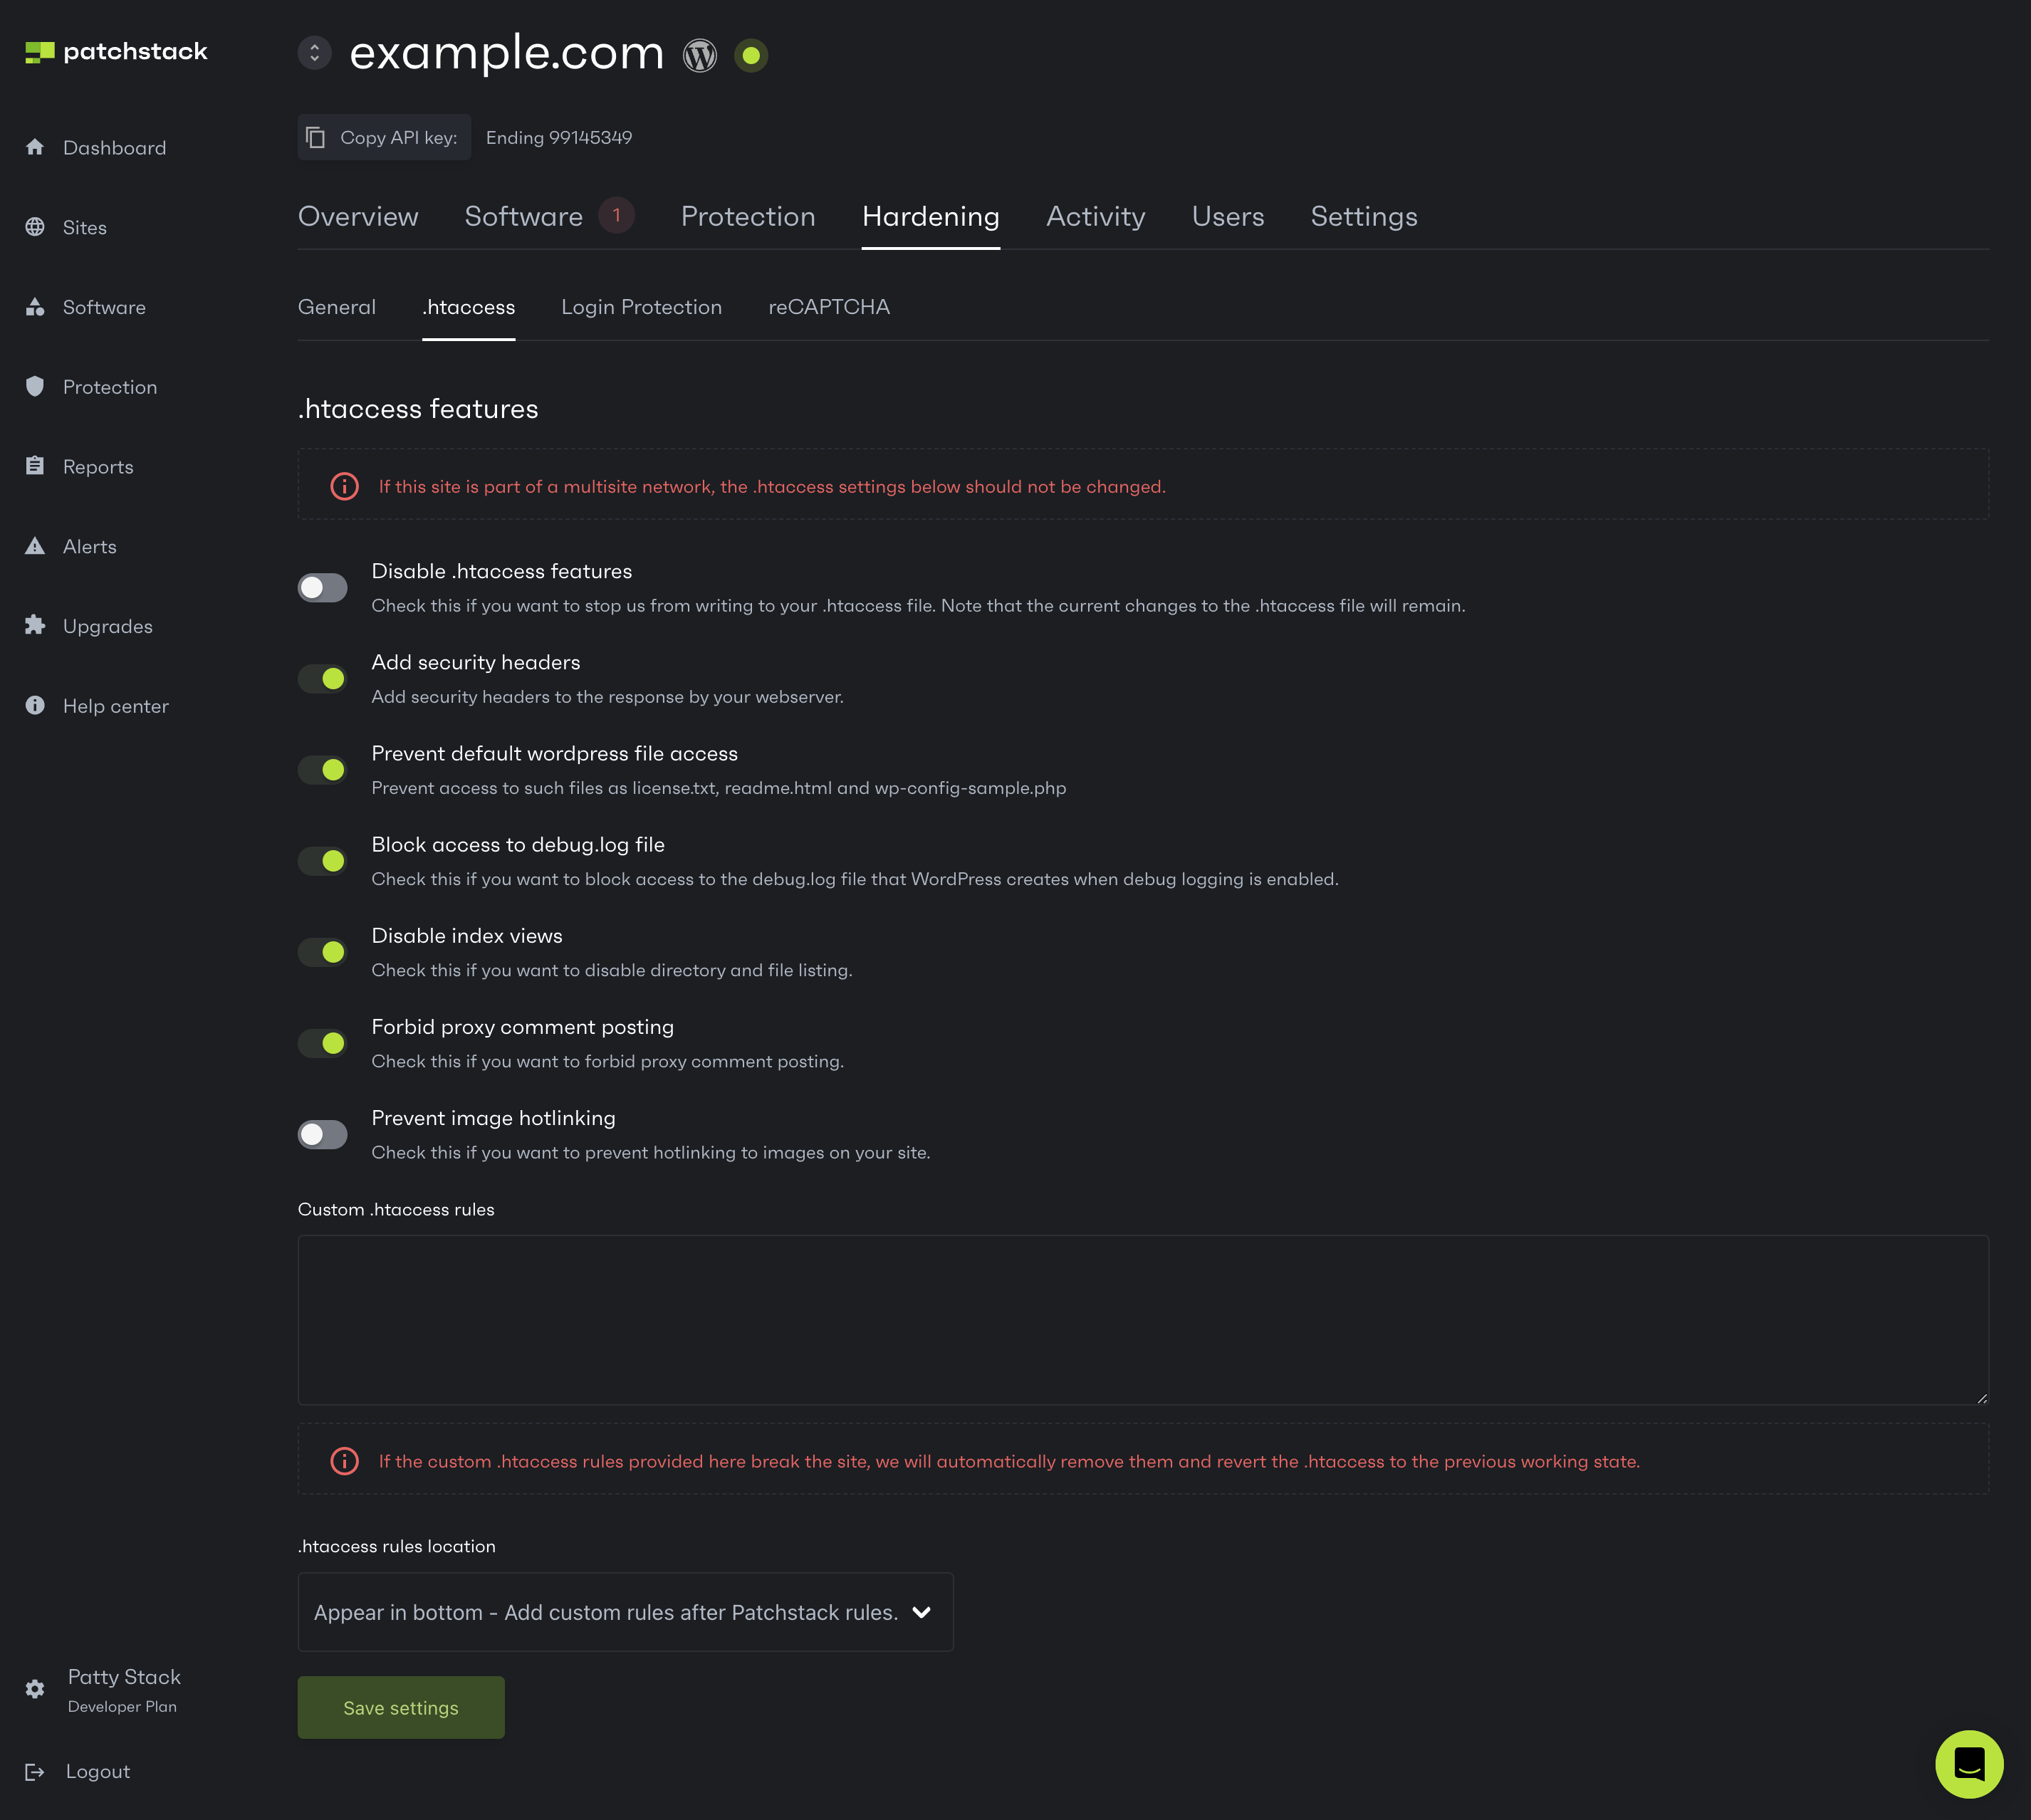 patchstack
Dashboard
Sites
Software
Protection
Reports
Alerts
Upgrades
Help center
Patty Stack
Developer Plan
Logout
example.com
Copy API key: Ending 99145349
Overview Software 1 Protection Hardening Activity Users Settings
General .htaccess Login Protection reCAPTCHA
.htaccess features
If this site is part of a multisite network, the .htaccess settings below should not be changed.
Disable .htaccess features
Check this if you want to stop us from writing to your .htaccess file. Note that the current changes to the .htaccess file will remain.
Add security headers
Add security headers to the response by your webserver.
Prevent default wordpress file access
Prevent access to such files as license.txt, readme.html and wp-config-sample.php
Block access to debug.log file
Check this if you want to block access to the debug.log file that WordPress creates when debug logging is enabled.
Disable index views
Check this if you want to disable directory and file listing.
Forbid proxy comment posting
Check this if you want to forbid proxy comment posting.
Prevent image hotlinking
Check this if you want to prevent hotlinking to images on your site.
Custom .htaccess rules
If the custom .htaccess rules provided here break the site, we will automatically remove them and revert the .htaccess to the previous working state.
.htaccess rules location
Appear in bottom - Add custom rules after Patchstack rules.
Save settings